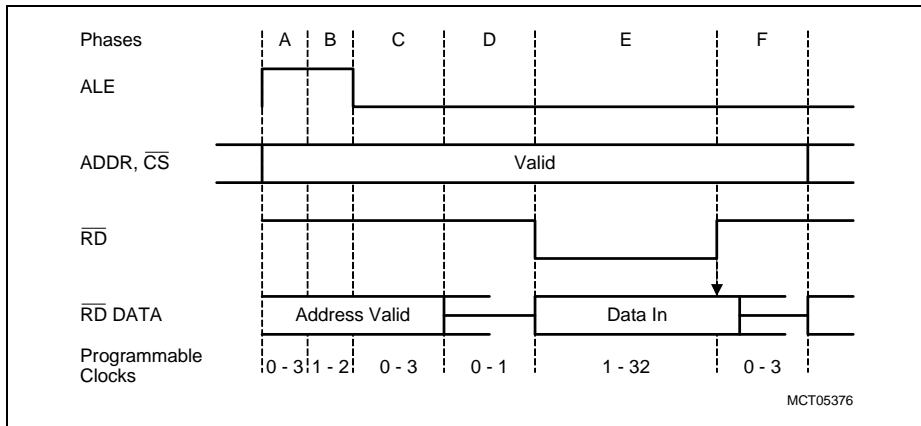 Phases A B C D E F
ALE
ADDR, CS Valid
RD
RD DATA Address Valid Data In
Programmable
Clocks 0 - 3 1 - 2 0 - 3 0 - 1 1 - 32 0 - 3
MCT05376